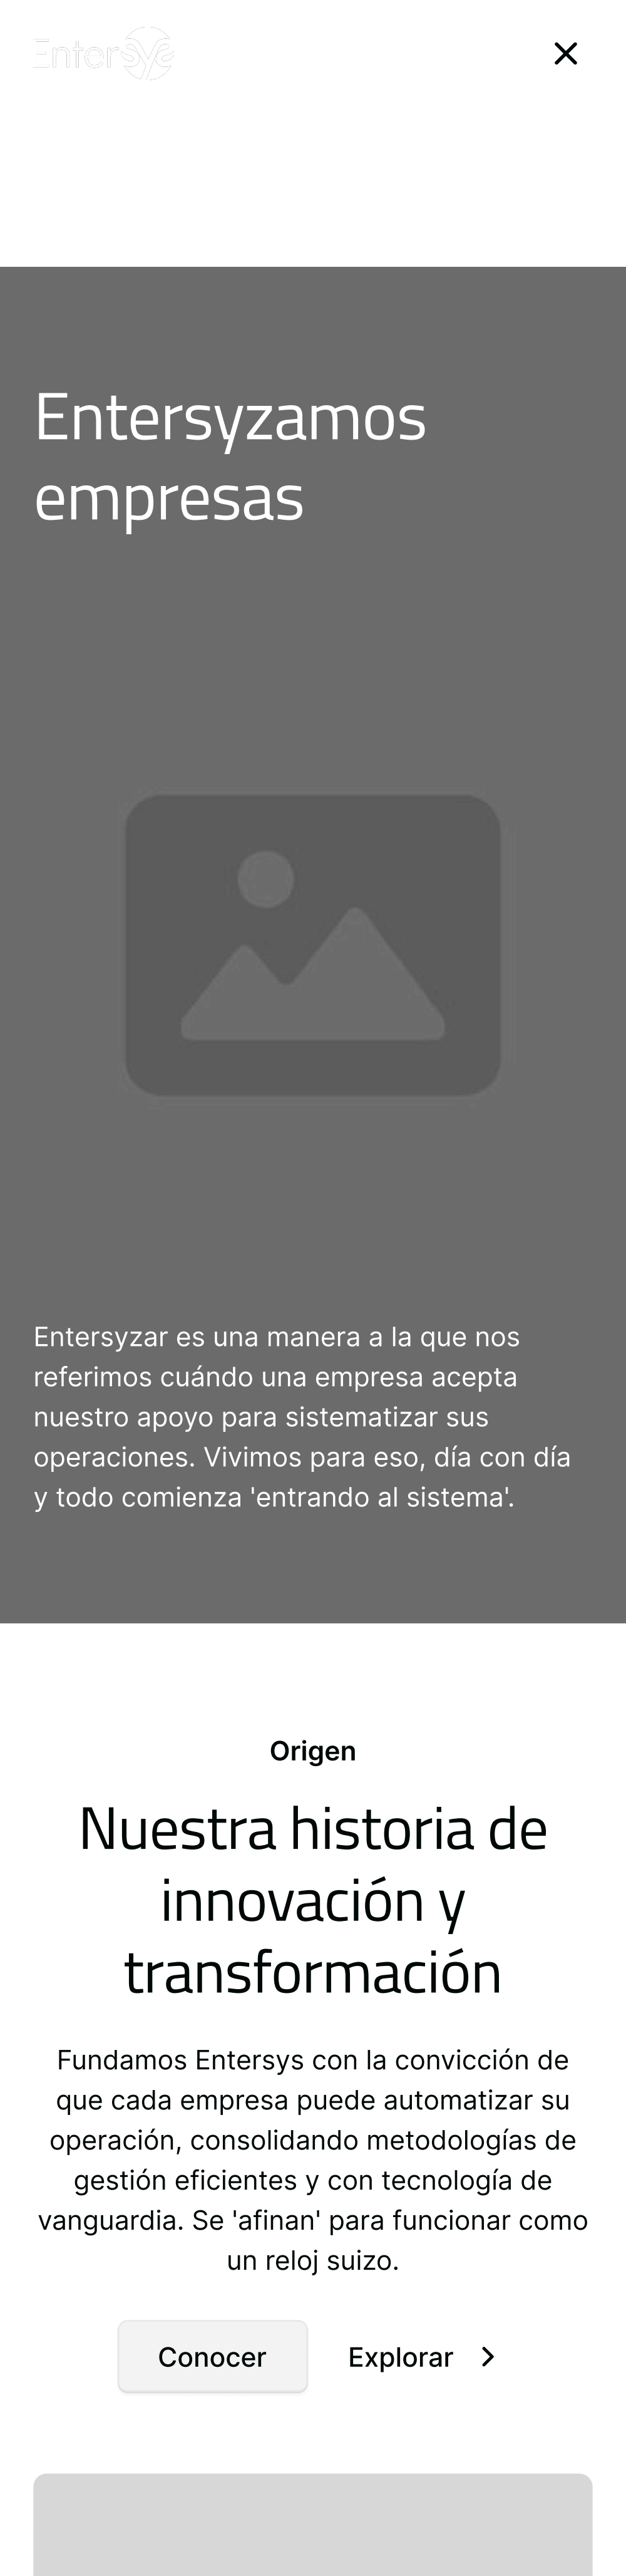 EnterSys
Entersyzamos
empresas
Entersyzar es una manera a la que nos
referimos cuándo una empresa acepta
nuestro apoyo para sistematizar sus
operaciones. Vivimos para eso, día con día
y todo comienza 'entrando al sistema'.
Origen
Nuestra historia de
innovación y
transformación
Fundamos Entersys con la convicción de
que cada empresa puede automatizar su
operación, consolidando metodologías de
gestión eficientes y con tecnología de
vanguardia. Se 'afinan' para funcionar como
un reloj suizo.
Conocer
Explorar